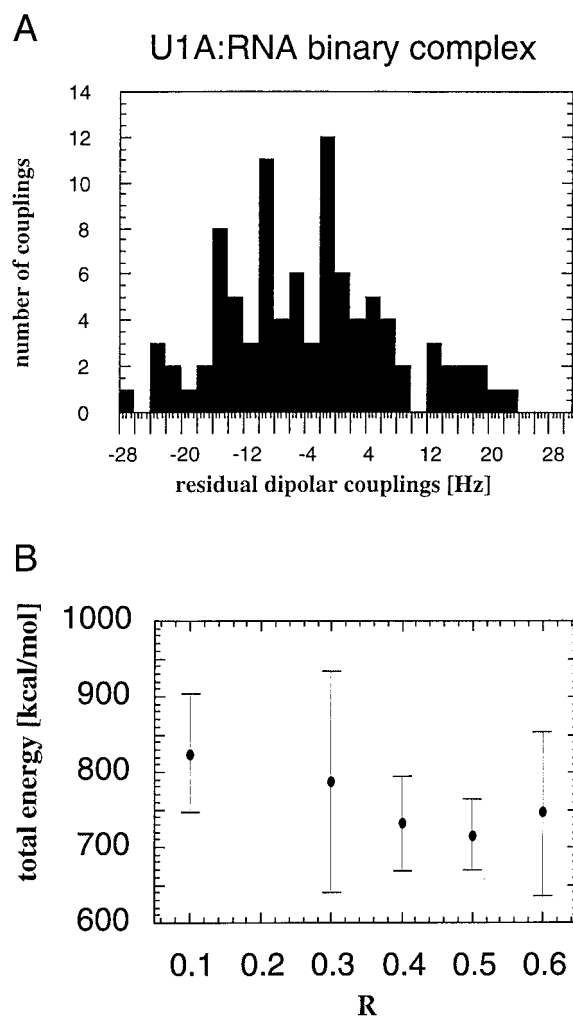 A
U1A:RNA binary complex
number of couplings
14
12
10
8
6
4
2
0
-28 -20 -12 -4 4 12 20 28
residual dipolar couplings [Hz]
B
total energy [kcal/mol]
1000
900
800
700
600
0.1 0.2 0.3 0.4 0.5 0.6
R